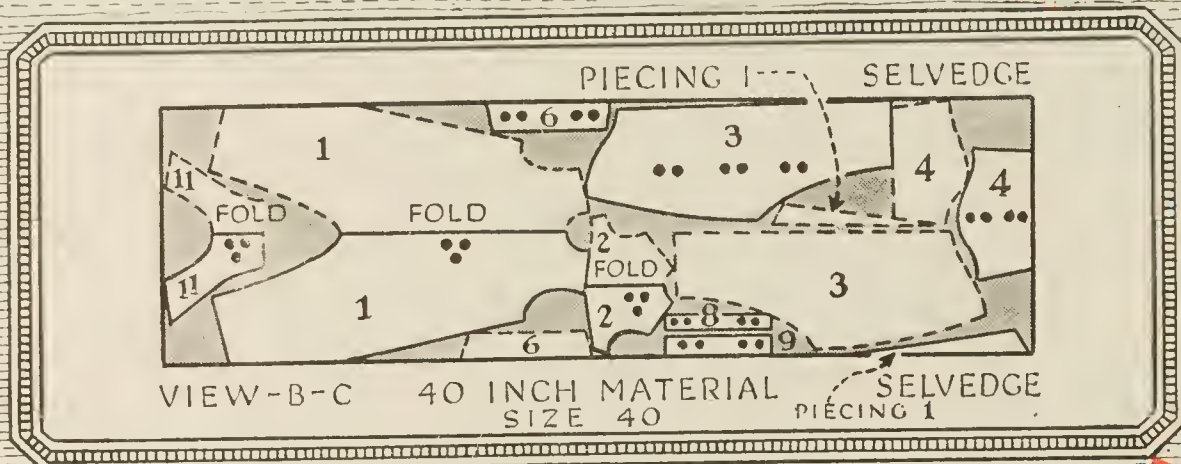 PIECING 1 SELVEDGE
6
1 3
4 4
11
FOLD FOLD
2
FOLD
11
1 3
2 8
6 9
VIEW-B-C 40 INCH MATERIAL SELVEDGE
SIZE 40 PIECING 1